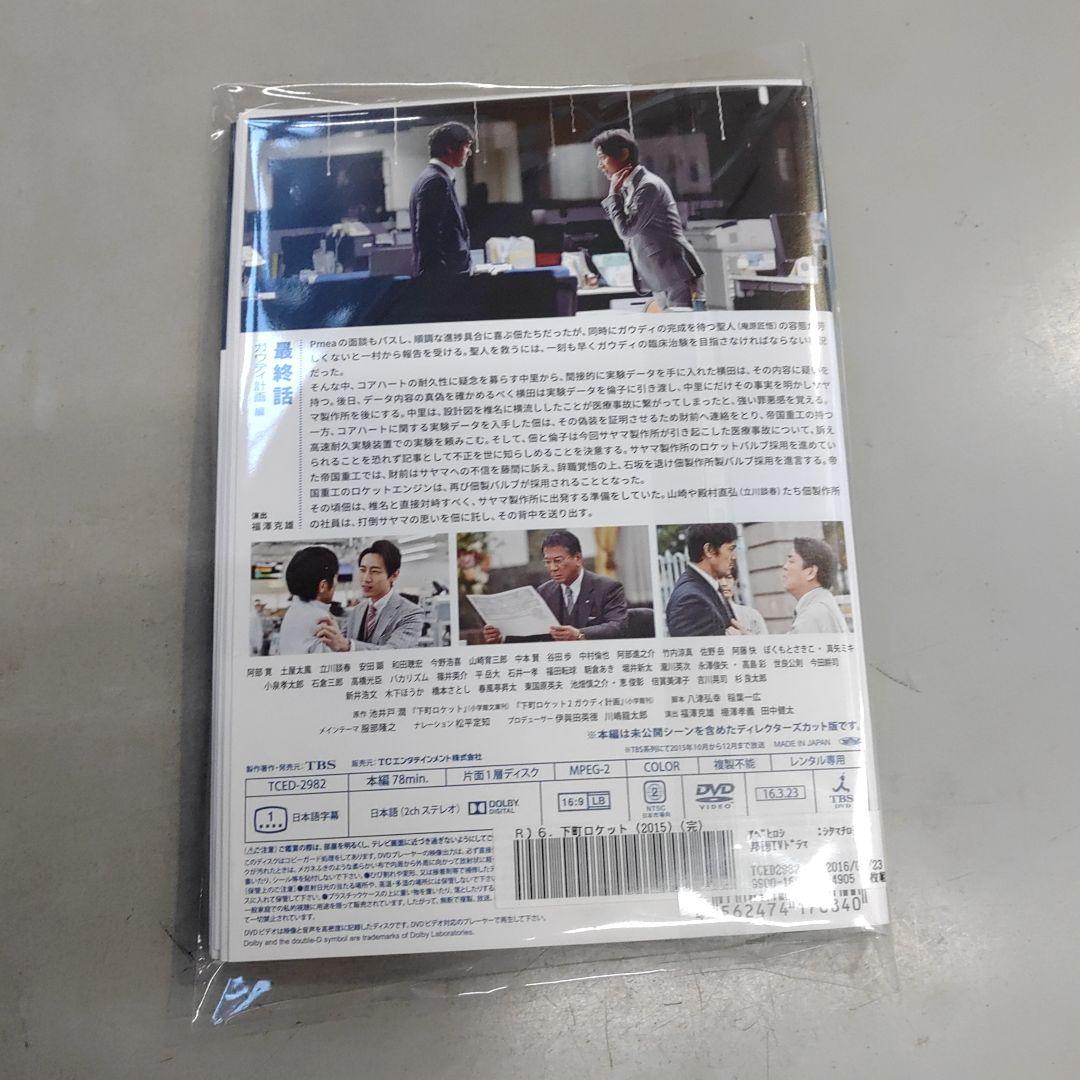 最終話
ガウディ計画 編
演出
福澤克雄
Pmeaの面談もパスし、順調な進捗具合に喜ぶ佃たちだったが、同時にガウディの完成を待つ聖人(庵原匠悟)の容態が芳
しくないと一村から報告を受ける。聖人を救うには、一刻も早くガウディの臨床治験を目指さなければならない状況
だった。
そんな中、コアハートの耐久性に疑念を募らす中里から、間接的に実験データを手に入れた横田は、その内容に疑いを
持つ。後日、データ内容の真偽を確かめるべく横田は実験データを倫子に引き渡し、中里にだけその事実を明かしサヤ
マ製作所を後にする。中里は、設計図を椎名に横流ししたことが医療事故に繋がってしまったと、強い罪悪感を覚える。
一方、コアハートに関する実験データを入手した佃は、その偽装を証明させるため財前へ連絡をとり、帝国重工の持つ
高速耐久実験装置での実験を頼みこむ。そして、佃と倫子は今回サヤマ製作所が引き起こした医療事故について、訴え
られることを恐れず記事として不正を世に知らしめることを決意する。サヤマ製作所のロケットバルブ採用を進めてい
た帝国重工では、財前はサヤマへの不信を藤間に訴え、辞職覚悟の上、石坂を退け佃製作所製バルブ採用を進言する。帝
国重工のロケットエンジンは、再び佃製バルブが採用されることとなった。
その頃佃は、椎名と直接対峙すべく、サヤマ製作所に出発する準備をしていた。山崎や殿村直弘(立川談春)たち佃製作所
の社員は、打倒サヤマの思いを佃に託し、その背中を送り出す。
阿部 寛 土屋太鳳 立川談春 安田 顕 和田聰宏 今野浩喜 山崎育三郎 中本 賢 谷田 歩 中村倫也 阿部進之介 竹内涼真 佐野 岳 阿藤 快 ぼくもとさきこ・真矢ミキ
小泉孝太郎 石倉三郎 高橋光臣 バカリズム 篠井英介 平 岳大 石井一孝 福田転球 朝倉あき 堀井新太 瀧川英次 永澤俊矢・高島 彩 世良公則 今田耕司
新井浩文 木下ほうか 橋本さとし 春風亭昇太 東国原英夫 池畑慎之介・恵 俊彰 倍賞美津子 吉川晃司 杉 良太郎
原作 池井戸 潤 『下町ロケット』(小学館文庫刊) 『下町ロケット2 ガウディ計画』(小学館刊) 脚本 八津弘幸 稲葉一広
メインテーマ 服部隆之 ナレーション 松平定知 プロデューサー 伊與田英徳 川嶋龍太郎 演出 福澤克雄 棚澤孝義 田中健太
※本編は未公開シーンを含めたディレクターズカット版です。
※TBS系列にて2015年10月から12月まで放送 MADE IN JAPAN
製作著作・発売元: TBS 販売元: TCエンタテインメント株式会社
TCED-2982 本編 78min. 片面1層ディスク MPEG-2 COLOR 複製不能 レンタル専用
1 日本語字幕 日本語(2chステレオ) DOLBY DIGITAL 16:9 LB 2 NTSC 日本市場向 DVD VIDEO 16.3.23 TBS DVD
R)6. 下町ロケット (2015) (完)
TCED2982
562474
DVDビデオは映像と音声を高密度に記録したディスクです。DVDビデオ対応のプレーヤーで再生して下さい。
Dolby and the double-D symbol are trademarks of Dolby Laboratories.